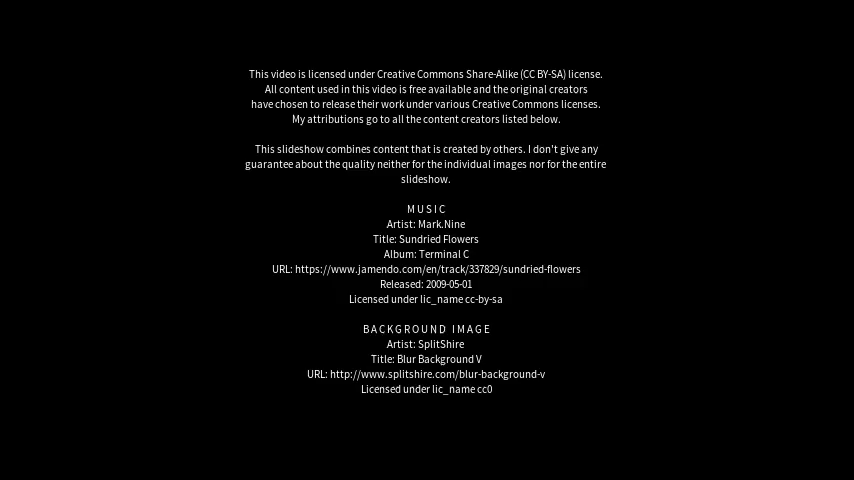 This video is licensed under Creative Commons Share-Alike (CC BY-SA) license.
All content used in this video is free available and the original creators
have chosen to release their work under various Creative Commons licenses.
My attributions go to all the content creators listed below.
This slideshow combines content that is created by others. I don't give any
guarantee about the quality neither for the individual images nor for the entire
slideshow.
MUSIC
Artist: Mark.Nine
Title: Sundried Flowers
Album: Terminal C
URL: https://www.jamendo.com/en/track/337829/sundried-flowers
Released: 2009-05-01
Licensed under lic_name cc-by-sa
BACKGROUND IMAGE
Artist: SplitShire
Title: Blur Background V
URL: http://www.splitshire.com/blur-background-v
Licensed under lic_name cc0